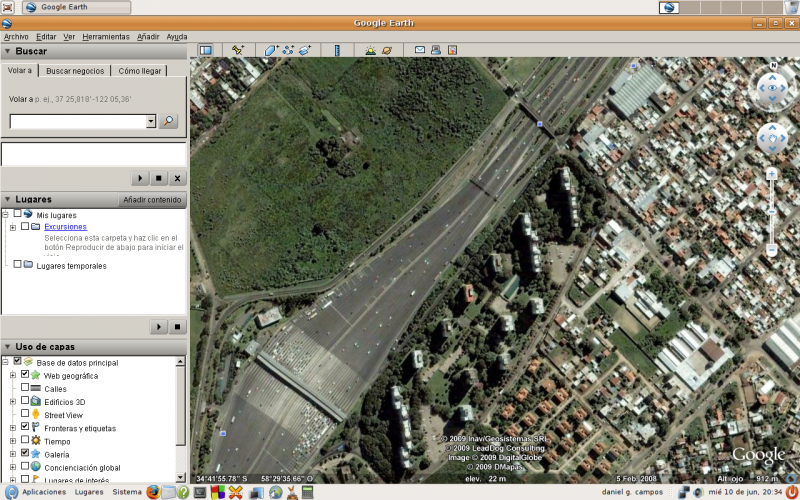 Google Earth
Google Earth
Archivo Editar Ver Herramientas Añadir Ayuda
Buscar
Volar a Buscar negocios Cómo llegar
Volar a p. ej., 37 25,818'-122 05,36'
Lugares Añadir contenido
Mis lugares
Excursiones
Selecciona esta carpeta y haz clic en el
botón Reproducir de abajo para iniciar el
Lugares temporales
Uso de capas
Base de datos principal
Web geográfica
Calles
Edificios 3D
Street View
Fronteras y etiquetas
Tiempo
Galería
Concienciación global
Lugares de interés
N
© 2009 Inav/Geosistemas SRL
© 2009 LeadDog Consulting
Image © 2009 DigitalGlobe
© 2009 DMapas
Google
34°41'55.78" S 58°29'35.66" O elev. 22 m 5 Feb. 2008 Alt. ojo 912 m
Aplicaciones Lugares Sistema daniel g. campos mié 10 de jun, 20:34